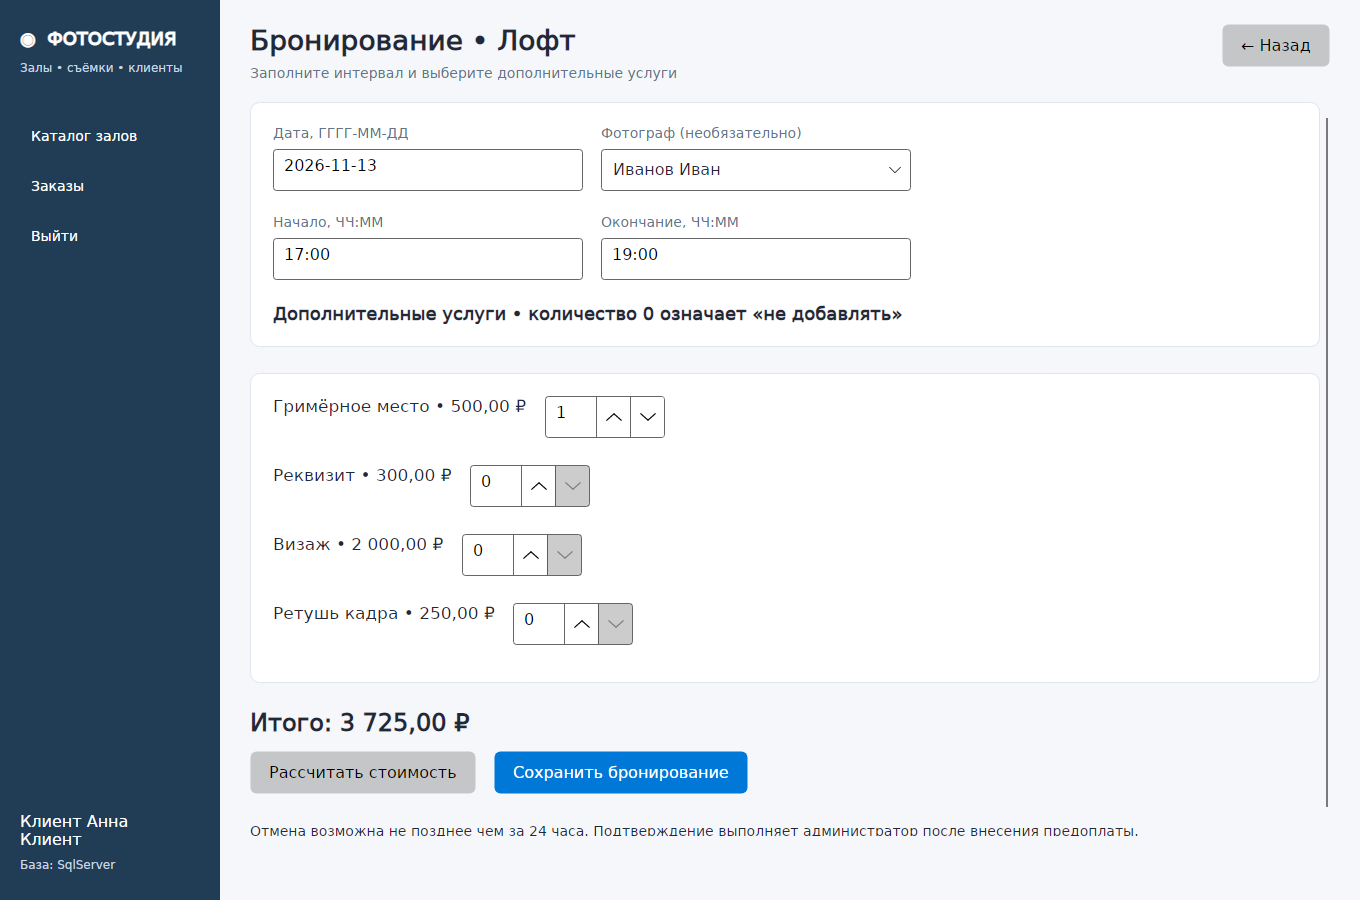 ◉ ФОТОСТУДИЯ
Залы • съёмки • клиенты
Каталог залов
Заказы
Выйти
Клиент Анна
Клиент
База: SqlServer
Бронирование • Лофт
Заполните интервал и выберите дополнительные услуги
← Назад
Дата, ГГГГ-ММ-ДД
Фотограф (необязательно)
2026-11-13
Иванов Иван
Начало, ЧЧ:ММ
Окончание, ЧЧ:ММ
17:00
19:00
Дополнительные услуги • количество 0 означает «не добавлять»
Гримёрное место • 500,00 ₽
1
Реквизит • 300,00 ₽
0
Визаж • 2 000,00 ₽
0
Ретушь кадра • 250,00 ₽
0
Итого: 3 725,00 ₽
Рассчитать стоимость
Сохранить бронирование
Отмена возможна не позднее чем за 24 часа. Подтверждение выполняет администратор после внесения предоплаты.